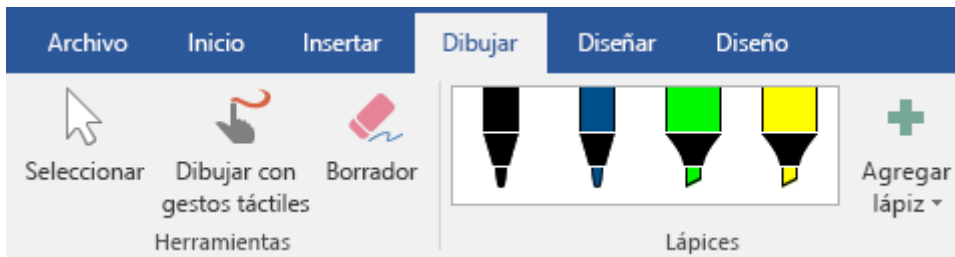 Archivo Inicio Insertar Dibujar Diseñar Diseño
Seleccionar Dibujar con Borrador Agregar
gestos táctiles lápiz
Herramientas Lápices